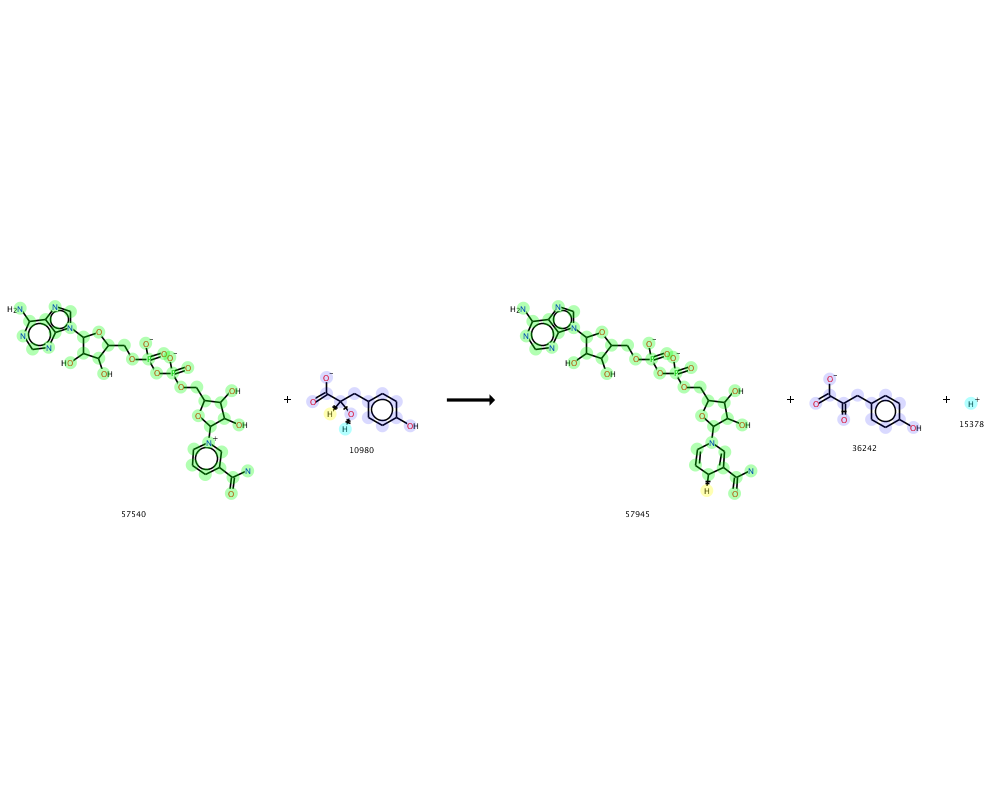 H₂N N N N N O HO OH O O⁻ P O O O⁻ P O O O OH OH N⁺ N O
57540
+
O⁻ O H O H OH
10980
H₂N N N N N O HO OH O O⁻ P O O O⁻ P O O O OH OH N H N O
57945
+
O⁻ O O OH
36242
+
H⁺
15378